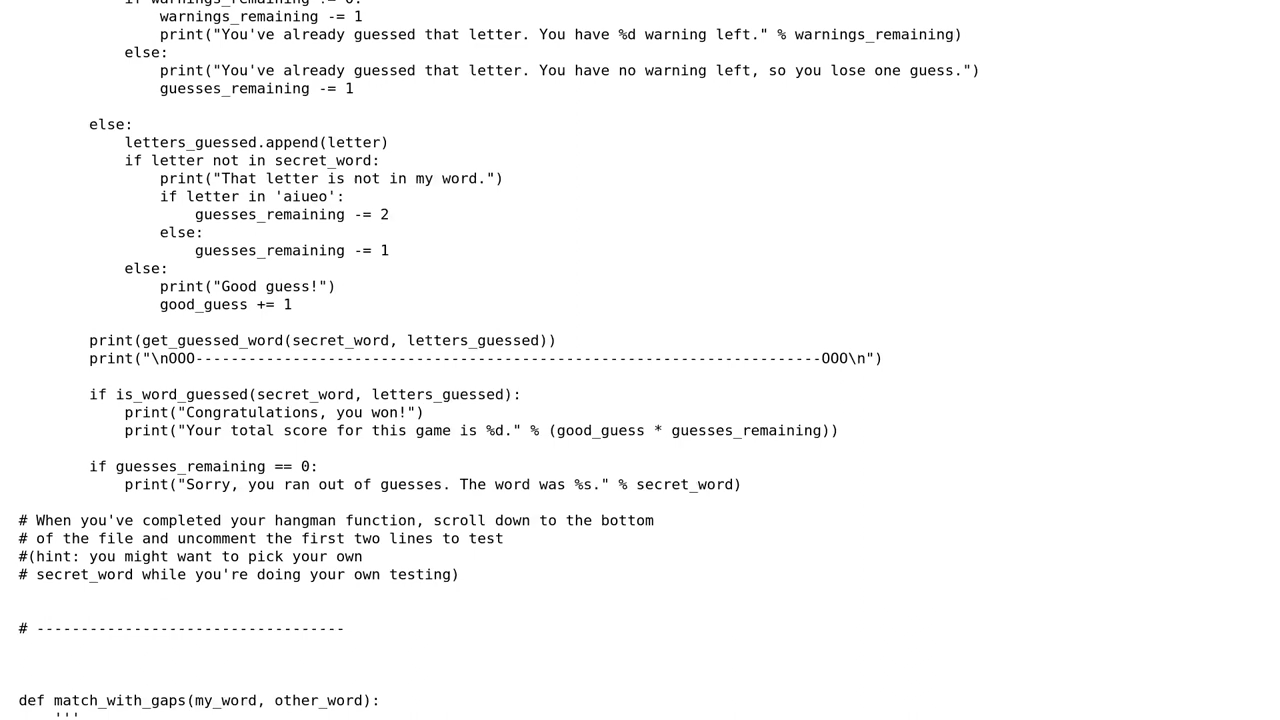 if warnings_remaining != 0:
warnings_remaining -= 1
print("You've already guessed that letter. You have %d warning left." % warnings_remaining)
else:
print("You've already guessed that letter. You have no warning left, so you lose one guess.")
guesses_remaining -= 1
else:
letters_guessed.append(letter)
if letter not in secret_word:
print("That letter is not in my word.")
if letter in 'aiueo':
guesses_remaining -= 2
else:
guesses_remaining -= 1
else:
print("Good guess!")
good_guess += 1
print(get_guessed_word(secret_word, letters_guessed))
print("\nOOO-----------------------------------------------------------------------OOO\n")
if is_word_guessed(secret_word, letters_guessed):
print("Congratulations, you won!")
print("Your total score for this game is %d." % (good_guess * guesses_remaining))
if guesses_remaining == 0:
print("Sorry, you ran out of guesses. The word was %s." % secret_word)
# When you've completed your hangman function, scroll down to the bottom
# of the file and uncomment the first two lines to test
#(hint: you might want to pick your own
# secret_word while you're doing your own testing)
# -----------------------------------
def match_with_gaps(my_word, other_word):
'''